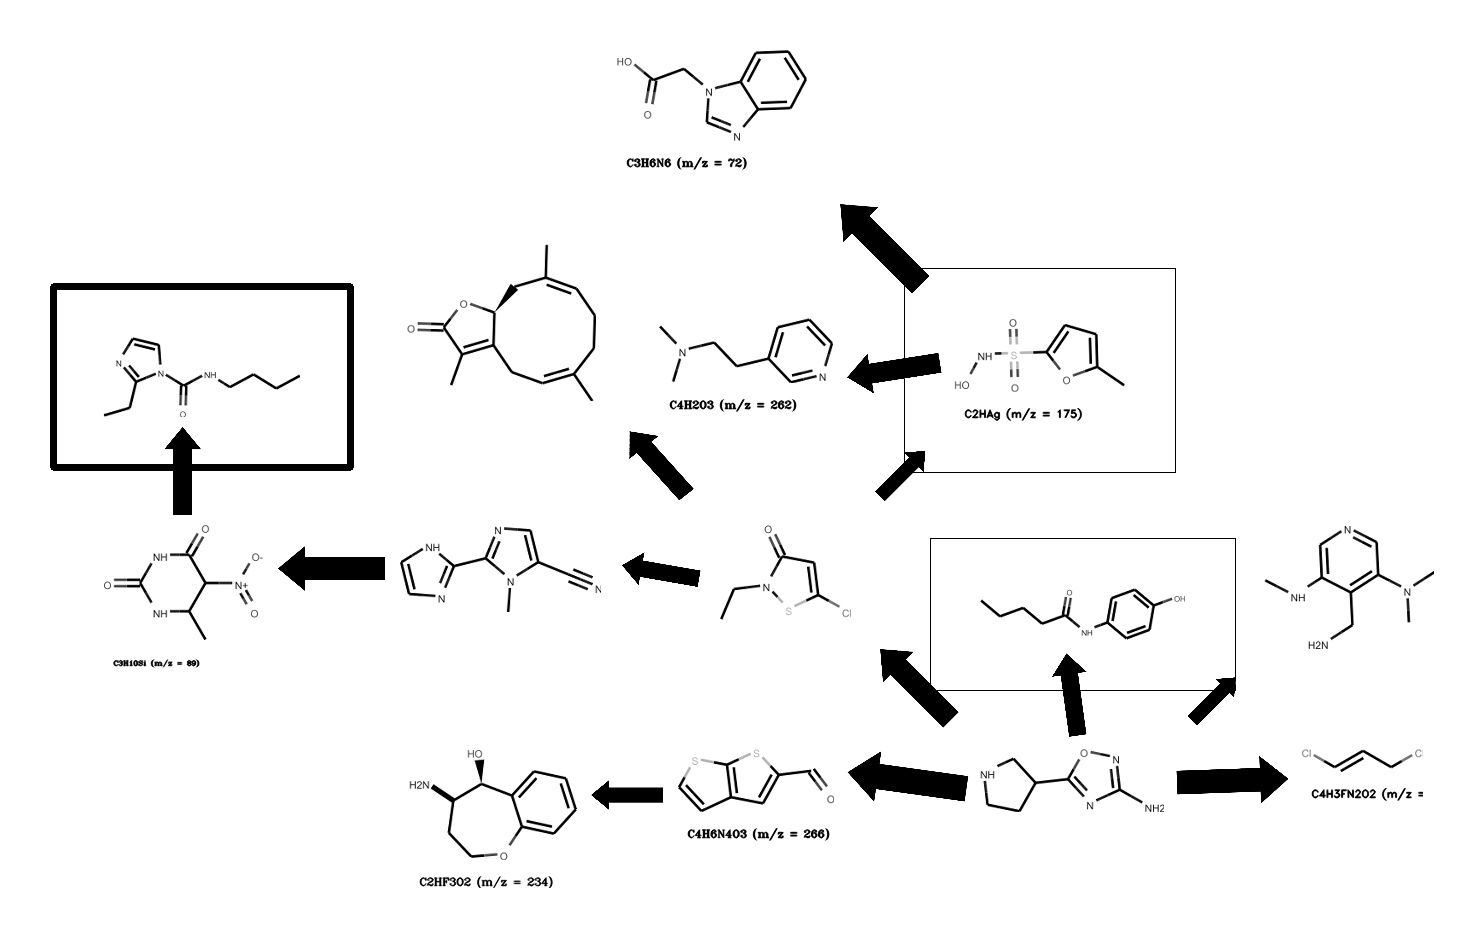 HO
O
N
N
C3H6N6 (m/z = 72)
O
O
N
N
C4H2O3 (m/z = 262)
O
NH
S
HO
O
O
C2HAg (m/z = 175)
N
N
NH
O
O
NH
O
NH
O-
N+
O
C3H10Si (m/z = 89)
NH
N
N
N
N
O
N
S
Cl
O
NH
OH
N
NH
N
H2N
HO
H2N
O
C2HF3O2 (m/z = 234)
S
S
O
C4H6N4O3 (m/z = 266)
NH
O
N
N
NH2
Cl
Cl
C4H3FN2O2 (m/z =